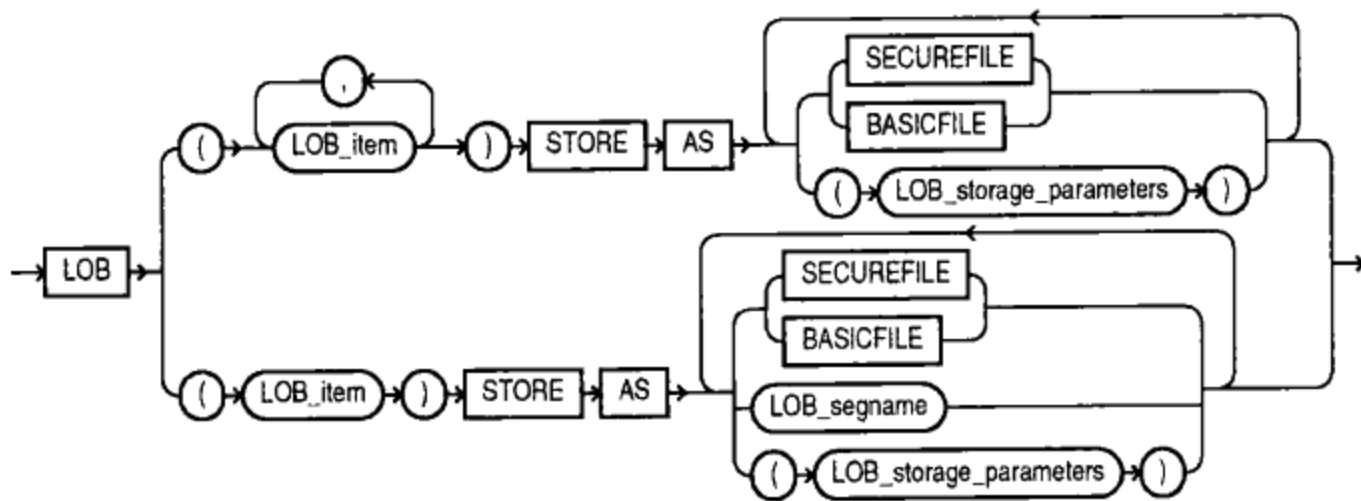 SECUREFILE
,
BASICFILE
( LOB_item ) STORE AS
( LOB_storage_parameters )
LOB
SECUREFILE
BASICFILE
( LOB_item ) STORE AS
LOB_segname
( LOB_storage_parameters )